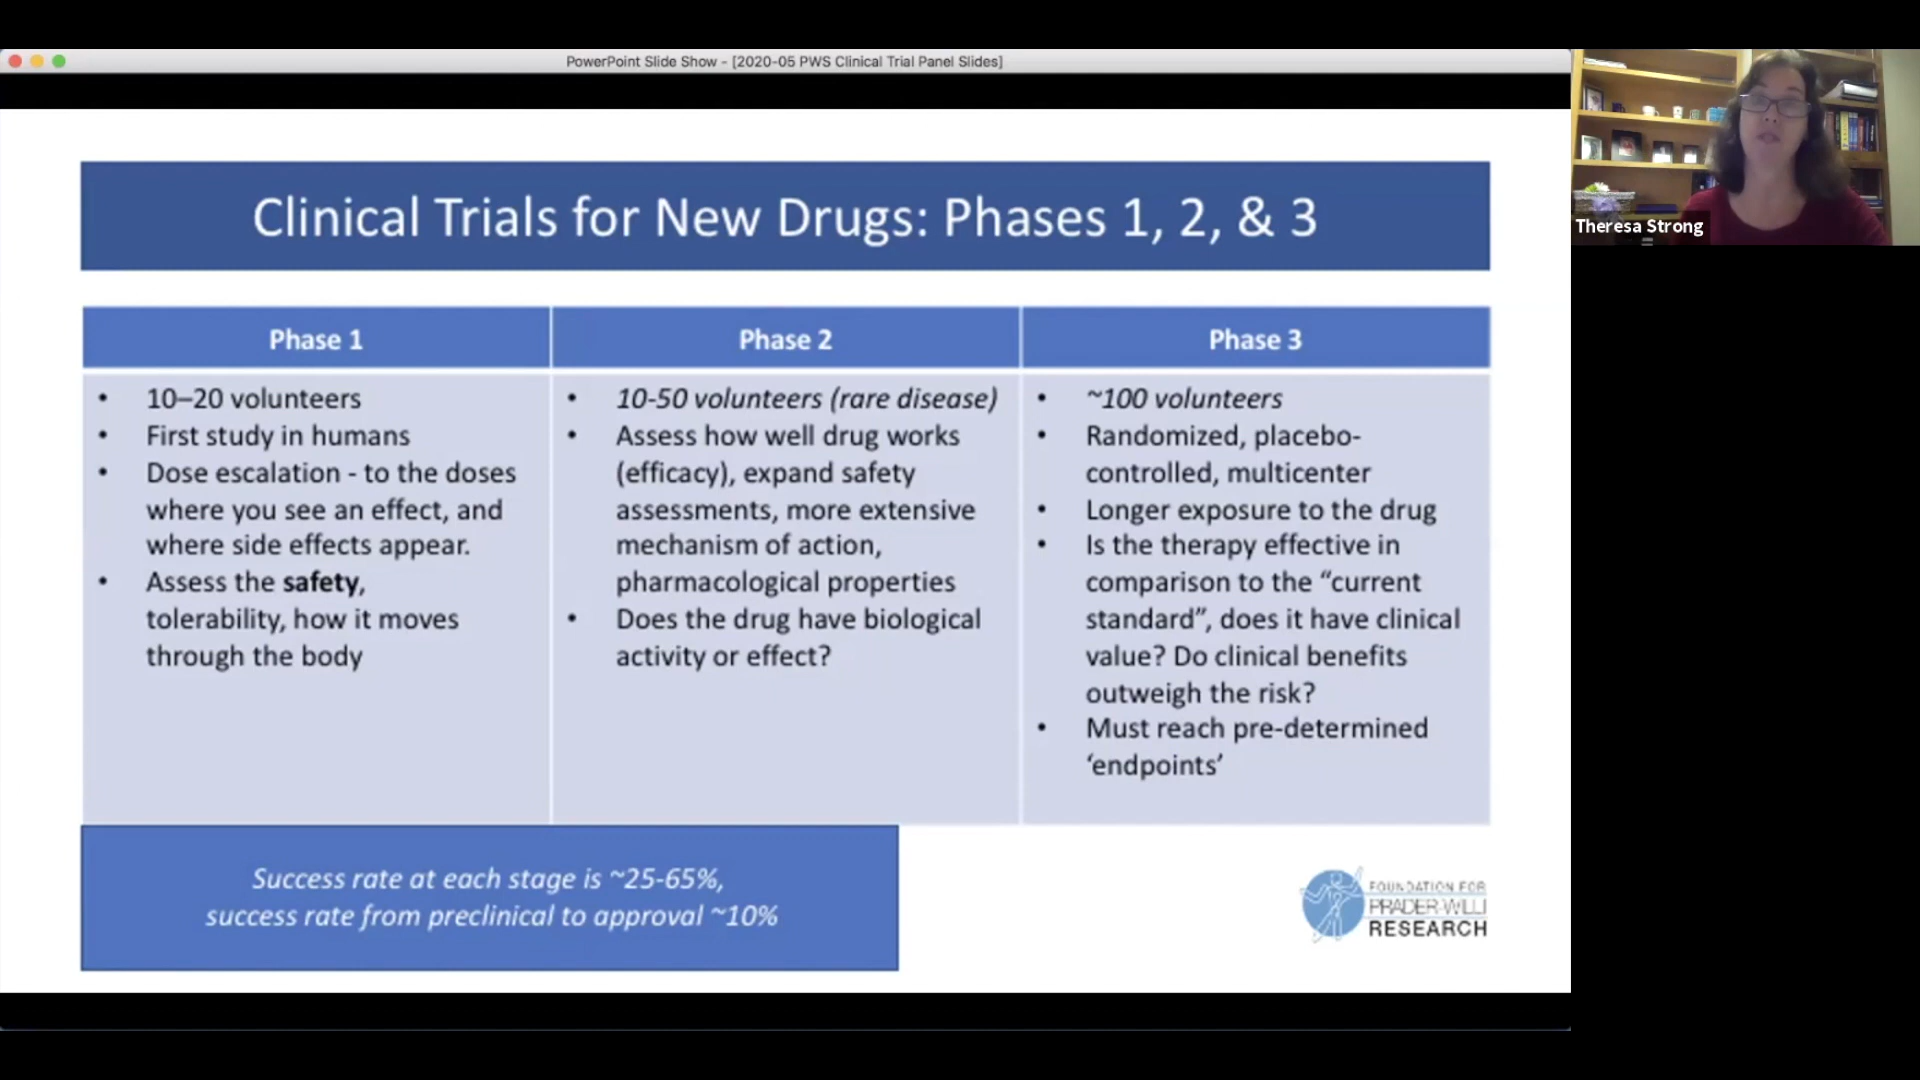 PowerPoint Slide Show - [2020-05 PWS Clinical Trial Panel Slides]
Theresa Strong
Clinical Trials for New Drugs: Phases 1, 2, & 3
Phase 1
• 10–20 volunteers
• First study in humans
• Dose escalation - to the doses
where you see an effect, and
where side effects appear.
• Assess the safety,
tolerability, how it moves
through the body
Phase 2
• 10-50 volunteers (rare disease)
• Assess how well drug works
(efficacy), expand safety
assessments, more extensive
mechanism of action,
pharmacological properties
• Does the drug have biological
activity or effect?
Phase 3
• ~100 volunteers
• Randomized, placebo-
controlled, multicenter
• Longer exposure to the drug
• Is the therapy effective in
comparison to the “current
standard”, does it have clinical
value? Do clinical benefits
outweigh the risk?
• Must reach pre-determined
‘endpoints’
Success rate at each stage is ~25-65%,
success rate from preclinical to approval ~10%
FOUNDATION FOR
PRADER-WILLI
RESEARCH